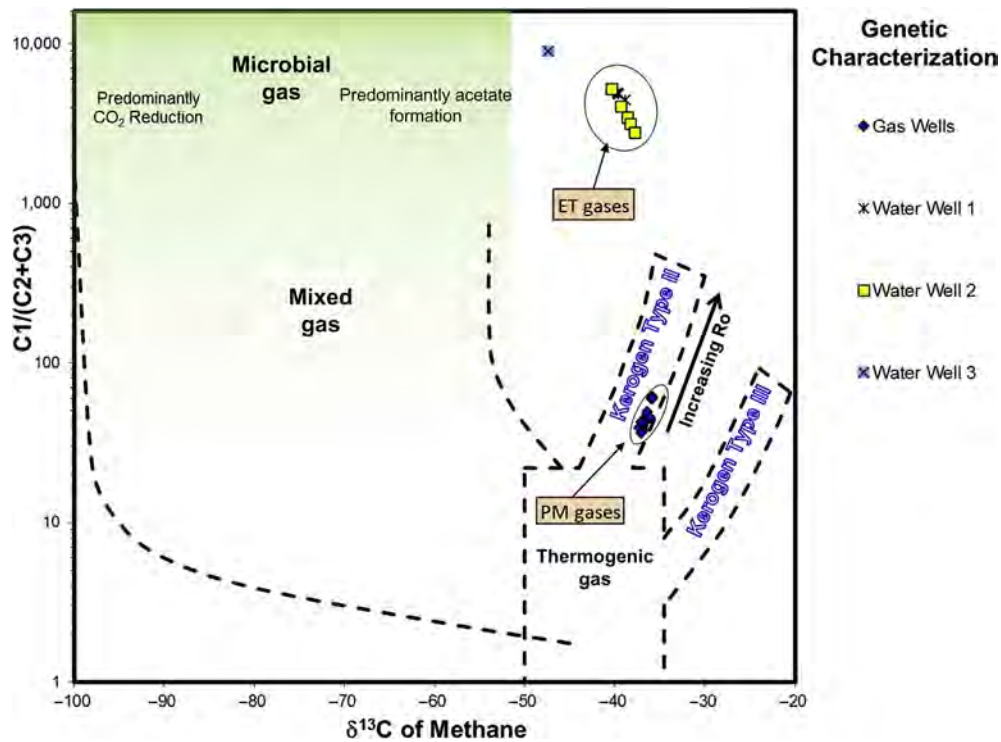 Genetic
Characterization
Gas Wells
Water Well 1
Water Well 2
Water Well 3
10,000
1,000
100
10
1
C1/(C2+C3)
Microbial
gas
Predominantly
CO₂ Reduction
Predominantly acetate
formation
Mixed
gas
ET gases
Kerogen Type II
Increasing Ro
Kerogen Type III
PM gases
Thermogenic
gas
–100
–90
–80
–70
–60
–50
–40
–30
–20
δ¹³C of Methane